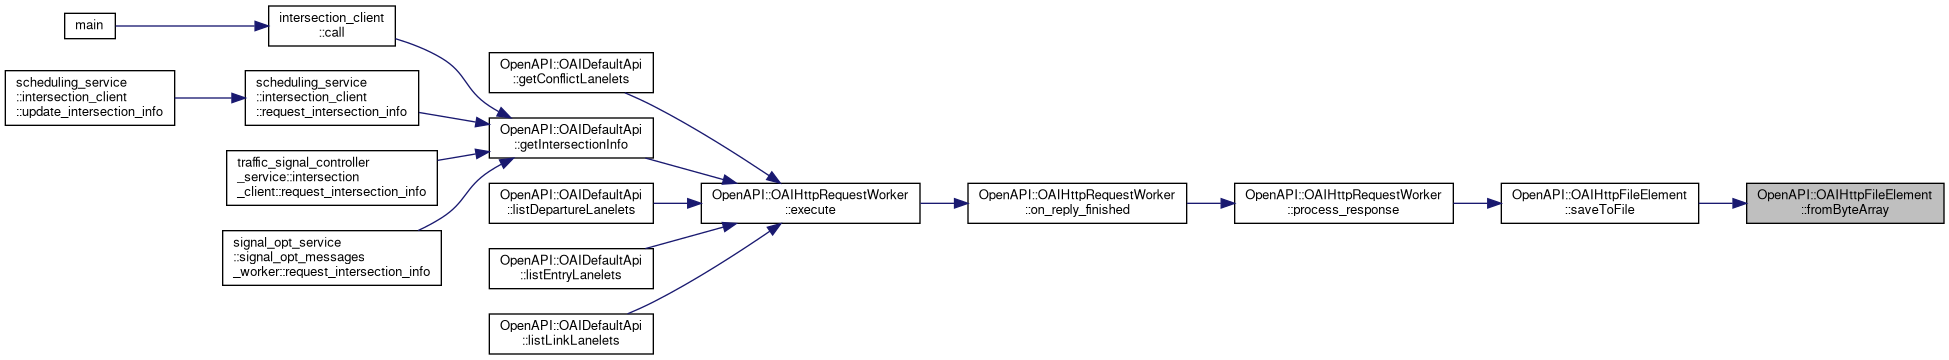 main
intersection_client
::call
scheduling_service
::intersection_client
::update_intersection_info
scheduling_service
::intersection_client
::request_intersection_info
traffic_signal_controller
_service::intersection
_client::request_intersection_info
signal_opt_service
::signal_opt_messages
_worker::request_intersection_info
OpenAPI::OAIDefaultApi
::getConflictLanelets
OpenAPI::OAIDefaultApi
::getIntersectionInfo
OpenAPI::OAIDefaultApi
::listDepartureLanelets
OpenAPI::OAIDefaultApi
::listEntryLanelets
OpenAPI::OAIDefaultApi
::listLinkLanelets
OpenAPI::OAIHttpRequestWorker
::execute
OpenAPI::OAIHttpRequestWorker
::on_reply_finished
OpenAPI::OAIHttpRequestWorker
::process_response
OpenAPI::OAIHttpFileElement
::saveToFile
OpenAPI::OAIHttpFileElement
::fromByteArray